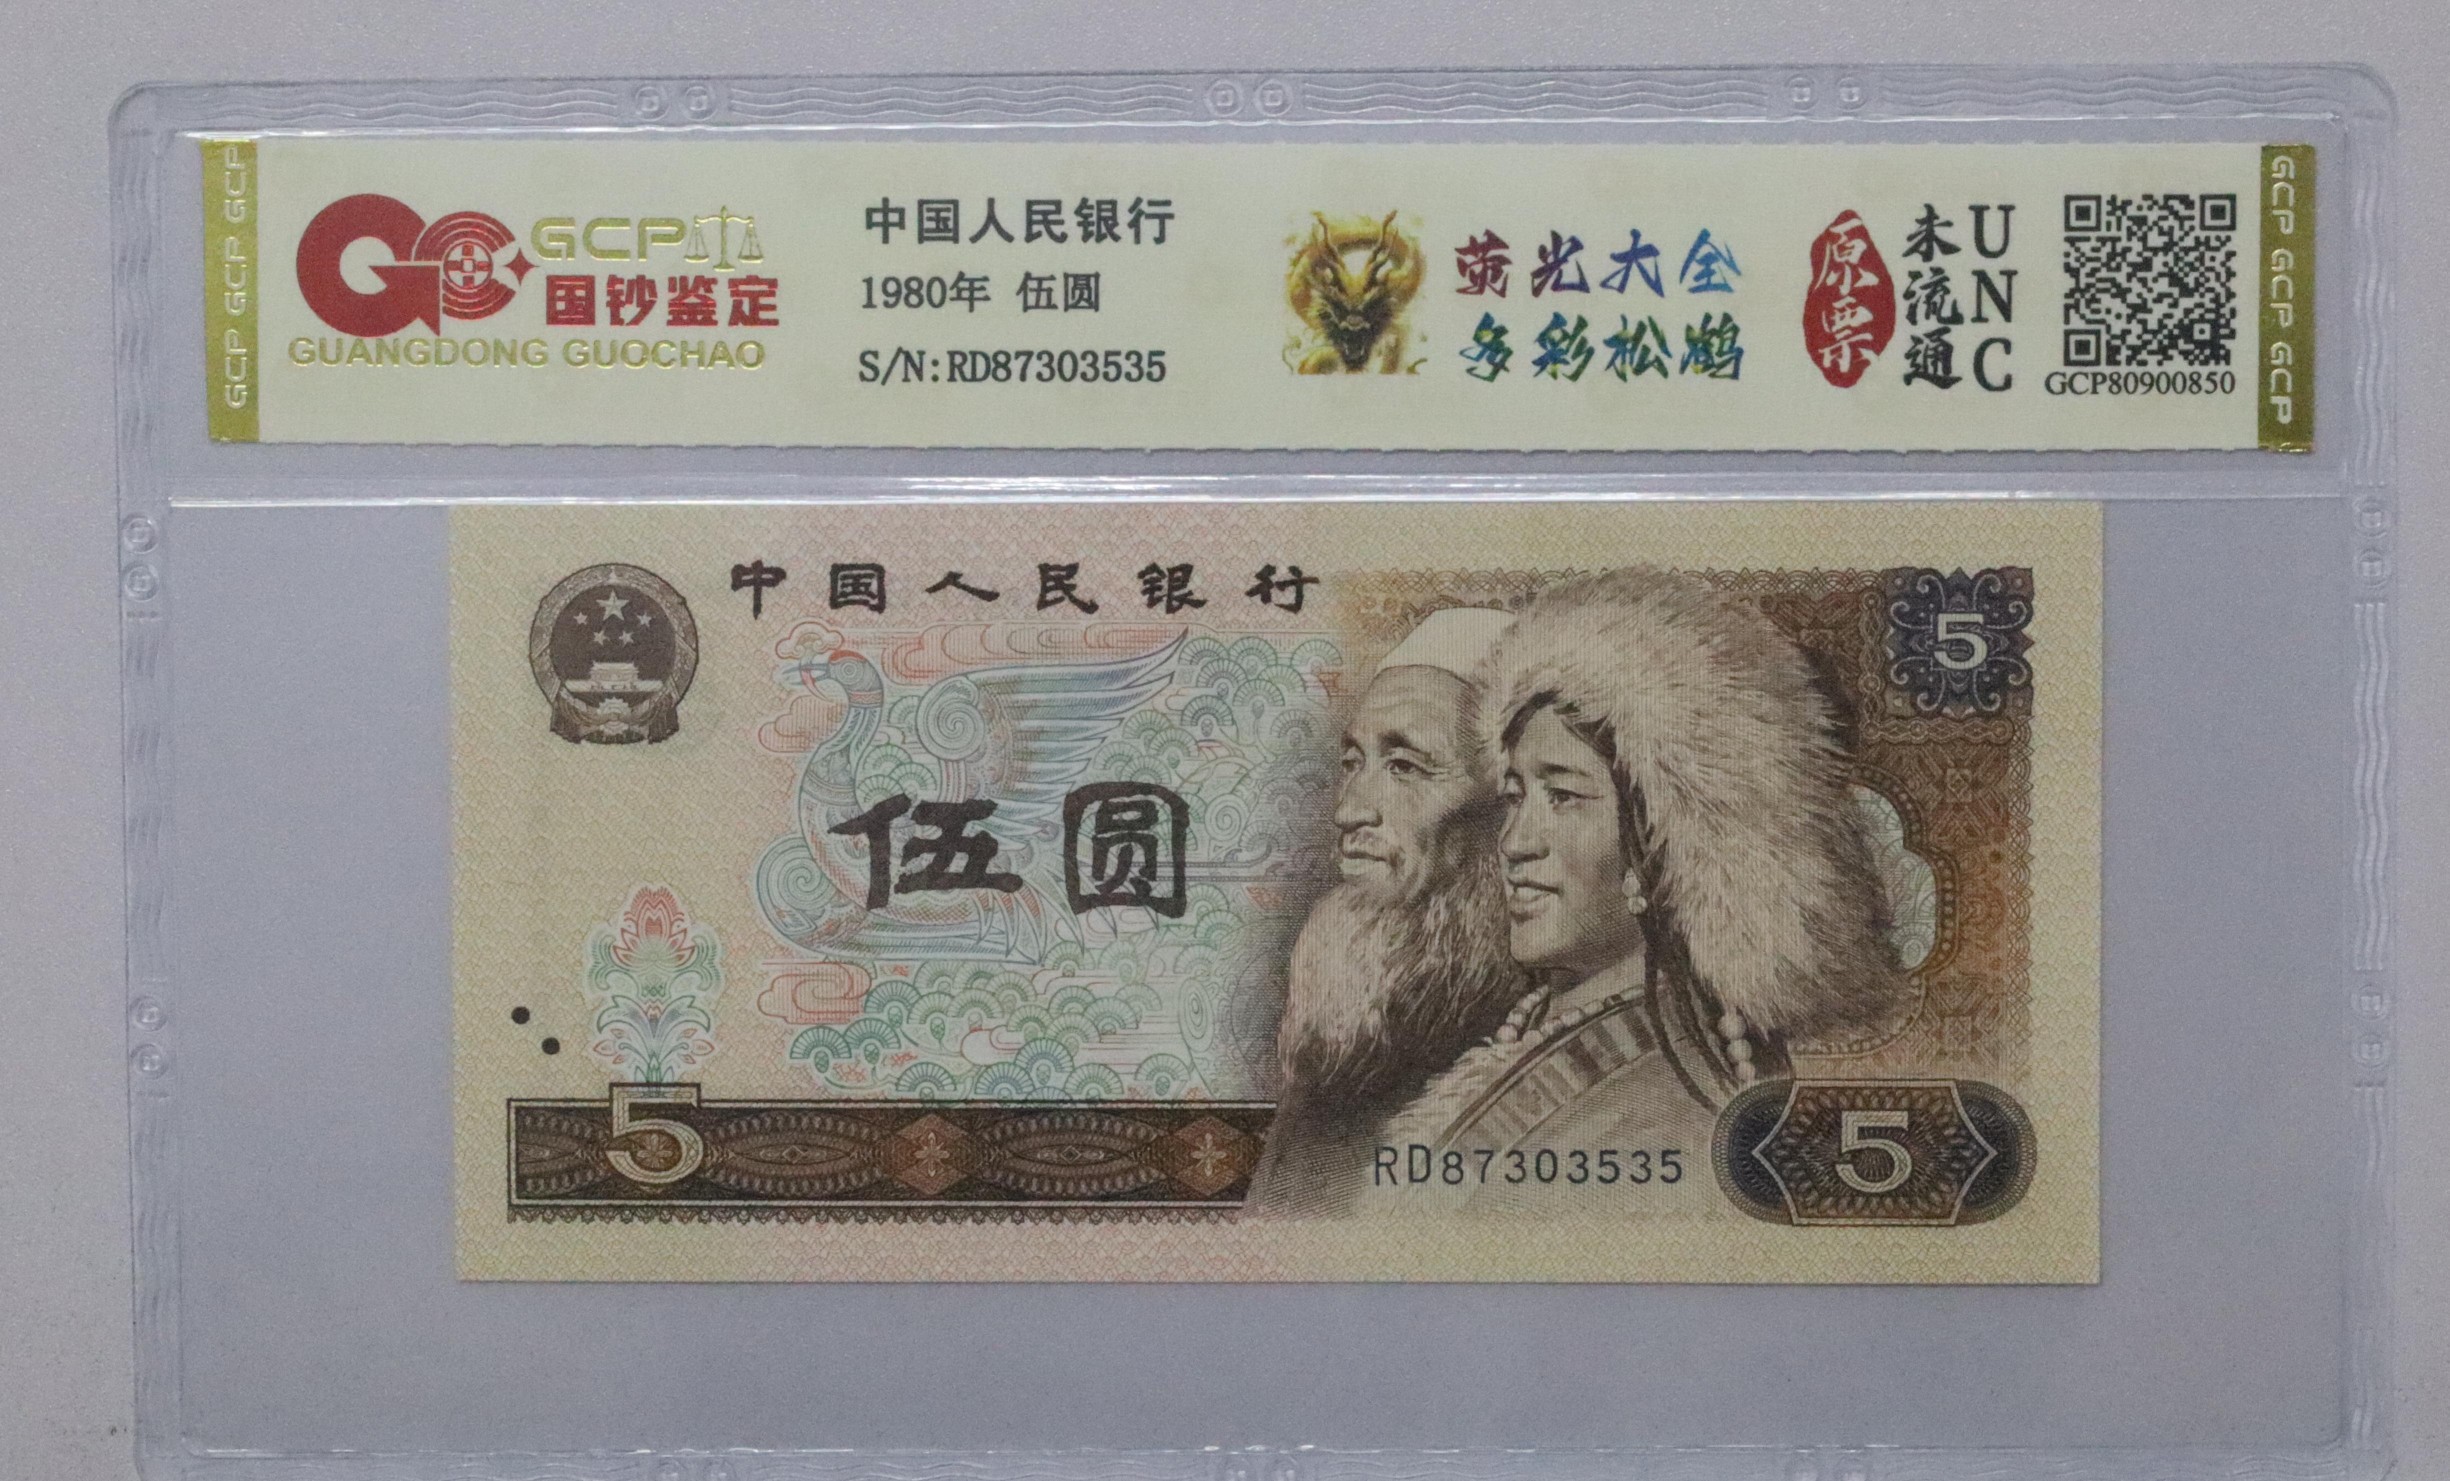 GCP GCP GCP
GCP
国钞鉴定
GUANGDONG GUOCHAO
中国人民银行
1980年 伍圆
S/N:RD87303535
荧光大全
多彩松鹤
原票
未流通
UNC
GCP80900850
GCP GCP GCP
中国人民银行
5
伍圆
5
RD87303535
5